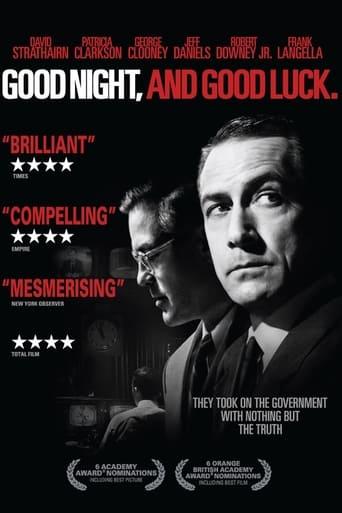 DAVID PATRICIA GEORGE JEFF ROBERT FRANK
STRATHAIRN CLARKSON CLOONEY DANIELS DOWNEY JR. LANGELLA
GOOD NIGHT, AND GOOD LUCK.
“BRILLIANT”
TIMES
“COMPELLING”
EMPIRE
“MESMERISING”
NEW YORK OBSERVER
TOTAL FILM
THEY TOOK ON THE GOVERNMENT
WITH NOTHING BUT
THE TRUTH
6 ACADEMY
AWARD® NOMINATIONS
INCLUDING BEST PICTURE
6 ORANGE
BRITISH ACADEMY
AWARD® NOMINATIONS
INCLUDING BEST FILM